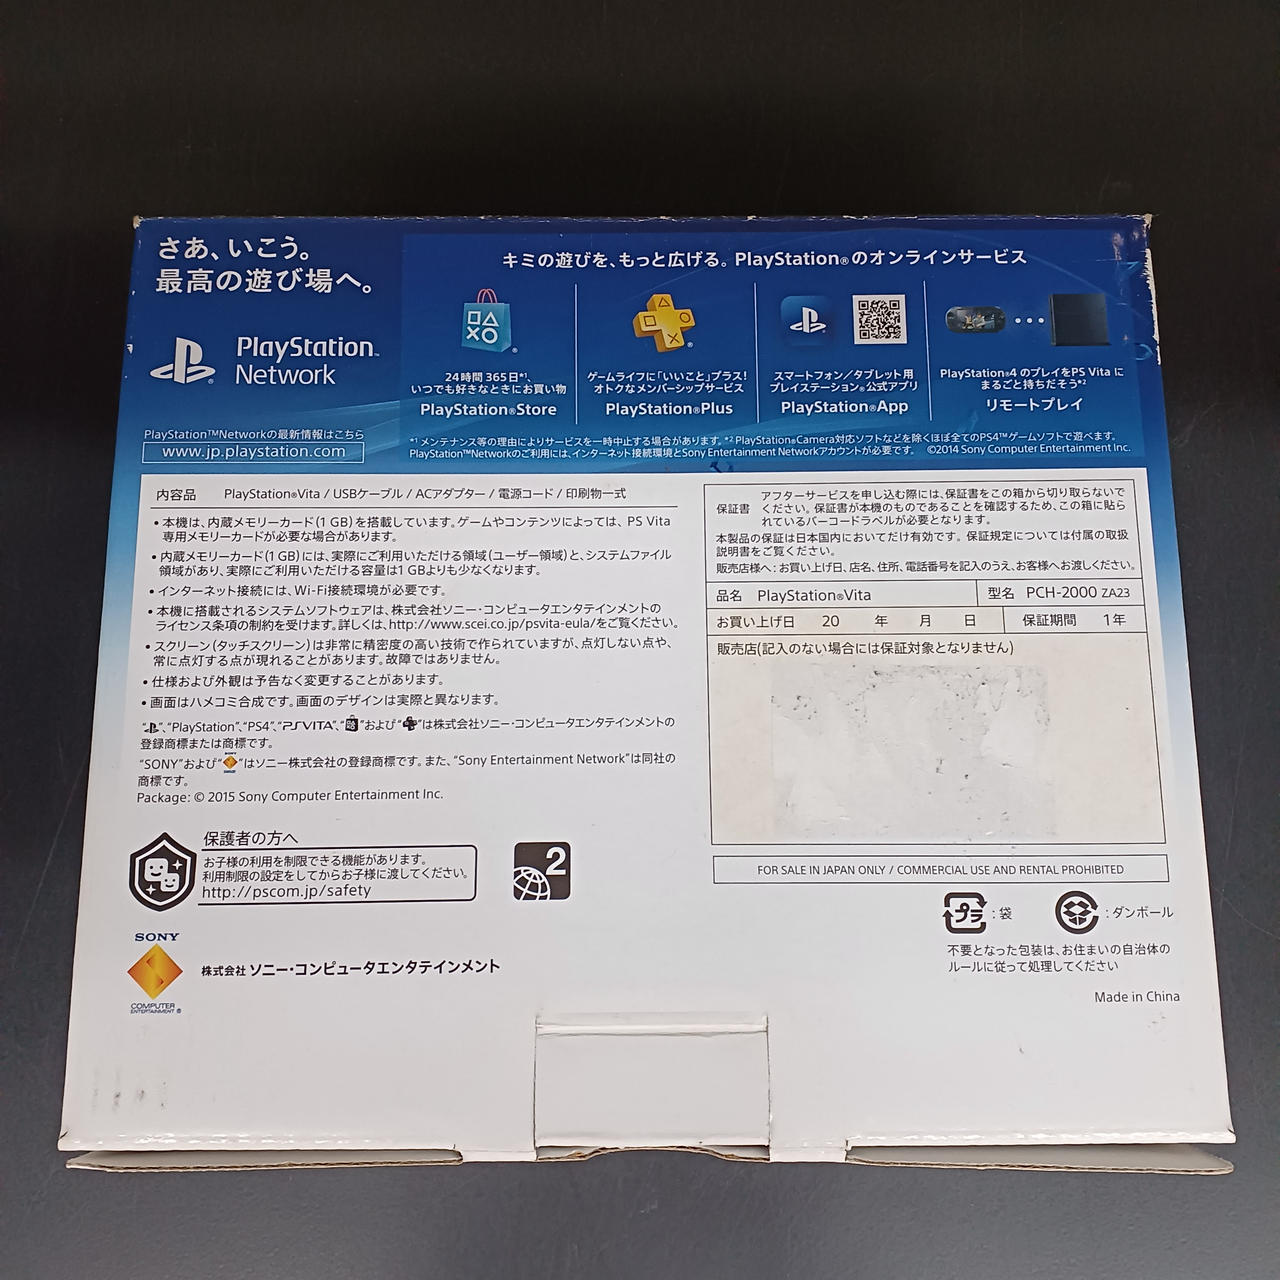 さあ、いこう。
最高の遊び場へ。
PlayStation™
Network
PlayStation™Networkの最新情報はこちら
www.jp.playstation.com
キミの遊びを、もっと広げる。PlayStation®のオンラインサービス
24時間 365日*1、
いつでも好きなときにお買い物
PlayStation®Store
ゲームライフに「いいこと」プラス!
オトクなメンバーシップサービス
PlayStation®Plus
スマートフォン/タブレット用
プレイステーション®公式アプリ
PlayStation®App
PlayStation®4 のプレイをPS Vita に
まるごと持ちだそう*2
リモートプレイ
*1 メンテナンス等の理由によりサービスを一時中止する場合があります。*2 PlayStation®Camera対応ソフトなどを除くほぼ全てのPS4™ゲームソフトで遊べます。
PlayStation™Networkのご利用には、インターネット接続環境とSony Entertainment Networkアカウントが必要です。 ©2014 Sony Computer Entertainment Inc.
内容品 PlayStation®Vita / USBケーブル / ACアダプター / 電源コード / 印刷物一式
• 本機は、内蔵メモリーカード(1 GB)を搭載しています。ゲームやコンテンツによっては、PS Vita
専用メモリーカードが必要な場合があります。
• 内蔵メモリーカード(1 GB)には、実際にご利用いただける領域(ユーザー領域)と、システムファイル
領域があり、実際にご利用いただける容量は1 GBよりも少なくなります。
• インターネット接続には、Wi-Fi接続環境が必要です。
• 本機に搭載されるシステムソフトウェアは、株式会社ソニー・コンピュータエンタテインメントの
ライセンス条項の制約を受けます。詳しくは、http://www.scei.co.jp/psvita-eula/をご覧ください。
• スクリーン(タッチスクリーン)は非常に精密度の高い技術で作られていますが、点灯しない点や、
常に点灯する点が現れることがあります。故障ではありません。
• 仕様および外観は予告なく変更することがあります。
• 画面はハメコミ合成です。画面のデザインは実際と異なります。
“ ”、“PlayStation”、“PS4”、“PSVITA”、“ ”および“ ”は株式会社ソニー・コンピュータエンタテインメントの
登録商標または商標です。
“SONY”および“ ”はソニー株式会社の登録商標です。また、“Sony Entertainment Network”は同社の
商標です。
Package: © 2015 Sony Computer Entertainment Inc.
保護者の方へ
お子様の利用を制限できる機能があります。
利用制限の設定をしてからお子様に渡してください。
http://pscom.jp/safety
2
SONY
COMPUTER
ENTERTAINMENT®
株式会社 ソニー・コンピュータエンタテインメント
保証書
アフターサービスを申し込む際には、保証書をこの箱から切り取らないで
ください。保証書が本機のものであることを確認するため、この箱に貼ら
れているバーコードラベルが必要となります。
本製品の保証は日本国内においてだけ有効です。保証規定については付属の取扱
説明書をご覧ください。
販売店様へ:お買い上げ日、店名、住所、電話番号を記入のうえ、お客様へお渡しください。
品名 PlayStation®Vita 型名 PCH-2000 ZA23
お買い上げ日 20 年 月 日 保証期間 1年
販売店(記入のない場合には保証対象となりません)
FOR SALE IN JAPAN ONLY / COMMERCIAL USE AND RENTAL PROHIBITED
プラ :袋 :ダンボール
不要となった包装は、お住まいの自治体の
ルールに従って処理してください
Made in China